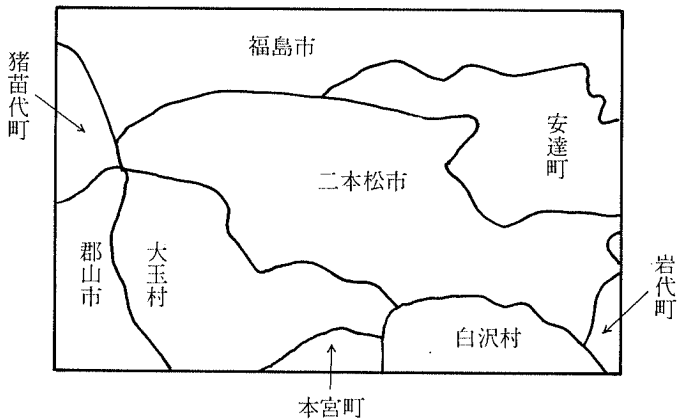 福島市
猪苗代町
安達町
二本松市
郡山市
大玉村
岩代町
白沢村
本宮町